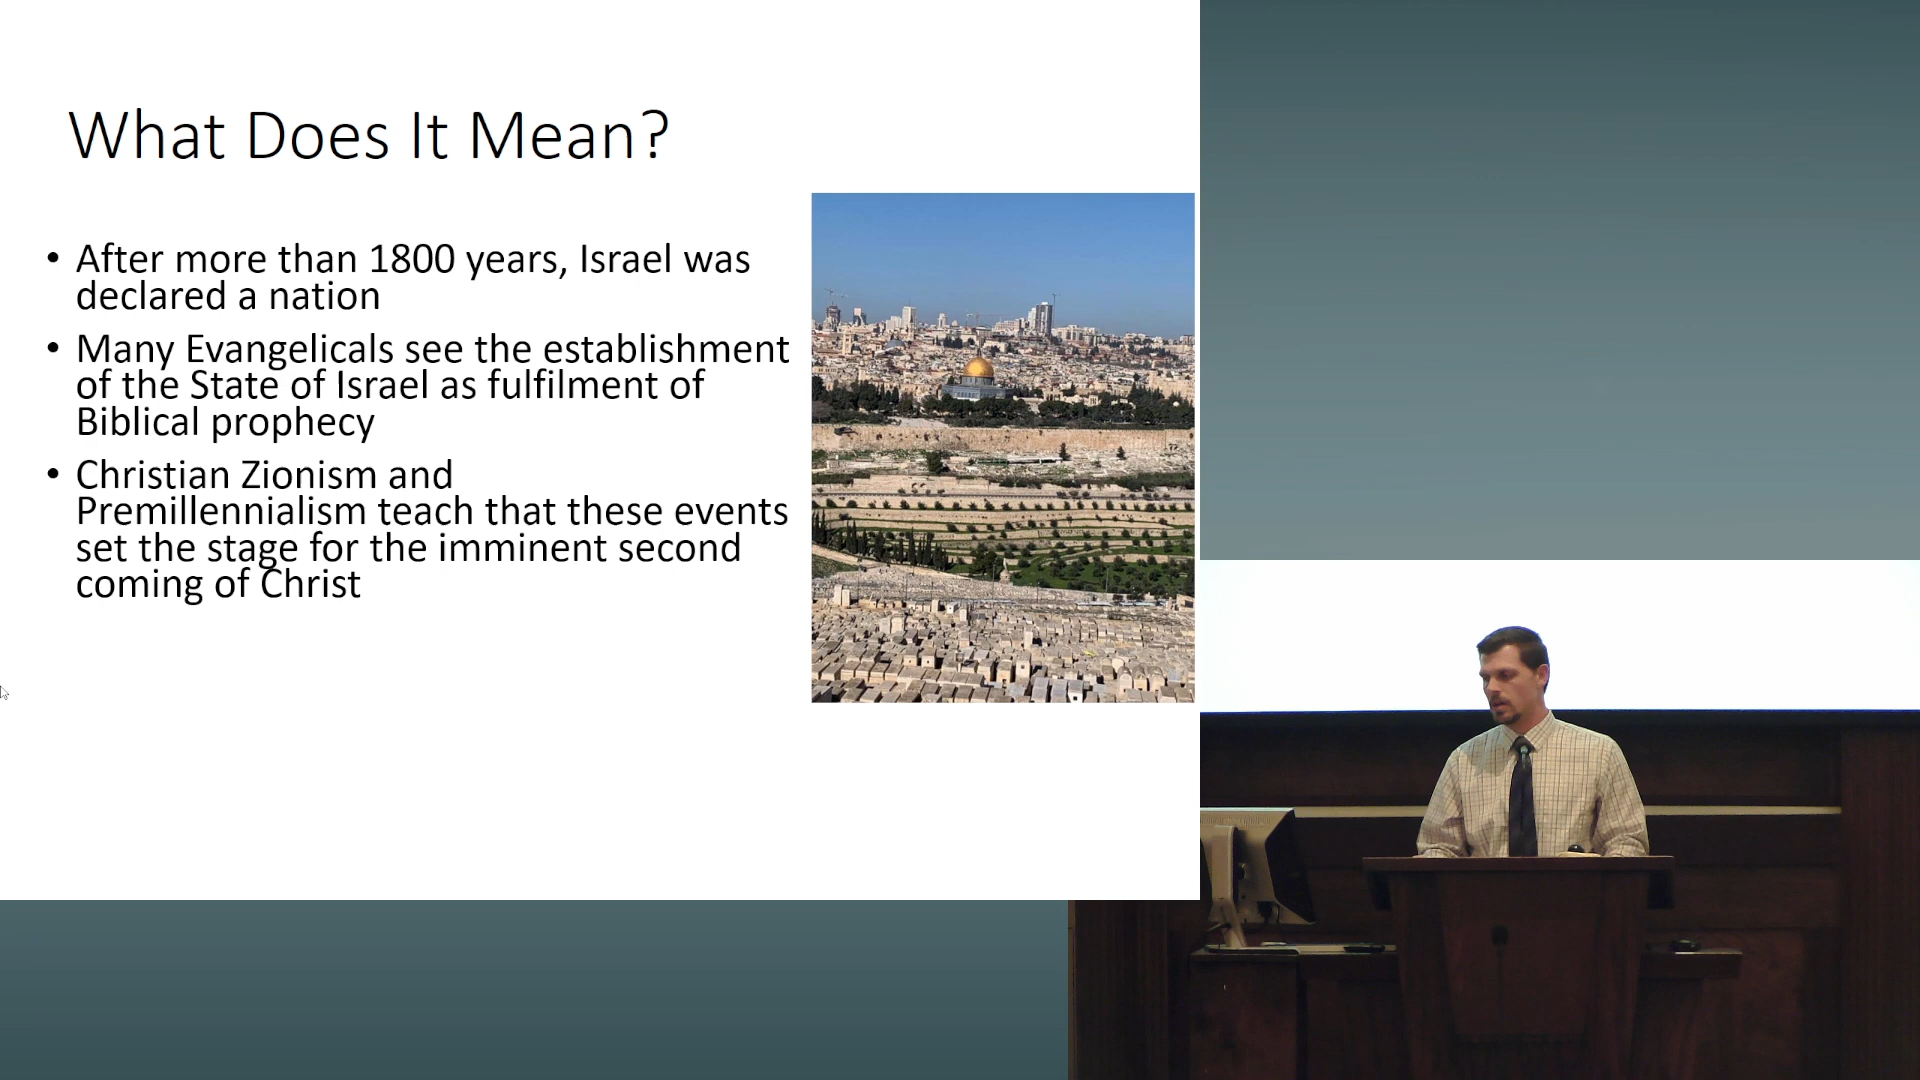 What Does It Mean?
• After more than 1800 years, Israel was
declared a nation
• Many Evangelicals see the establishment
of the State of Israel as fulfilment of
Biblical prophecy
• Christian Zionism and
Premillennialism teach that these events
set the stage for the imminent second
coming of Christ